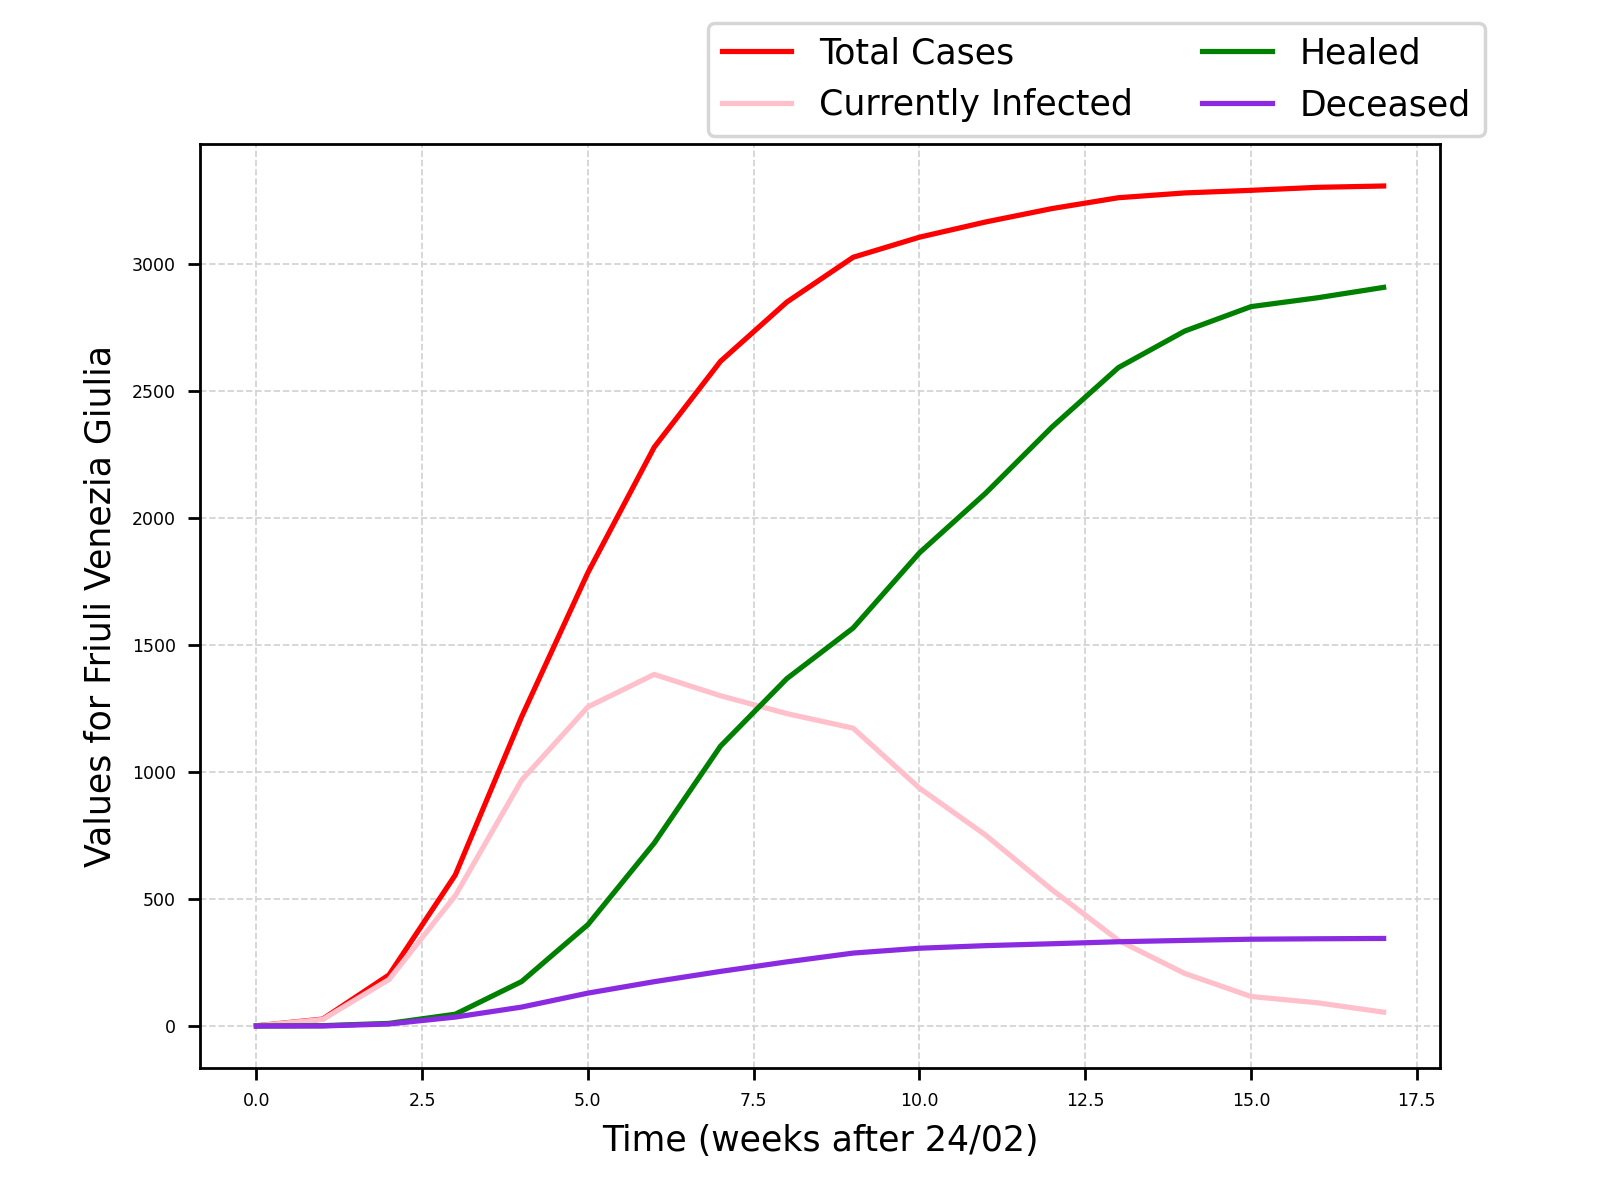 Total Cases
Currently Infected
Healed
Deceased
Values for Friuli Venezia Giulia
3000
2500
2000
1500
1000
500
0
0.0 2.5 5.0 7.5 10.0 12.5 15.0 17.5
Time (weeks after 24/02)